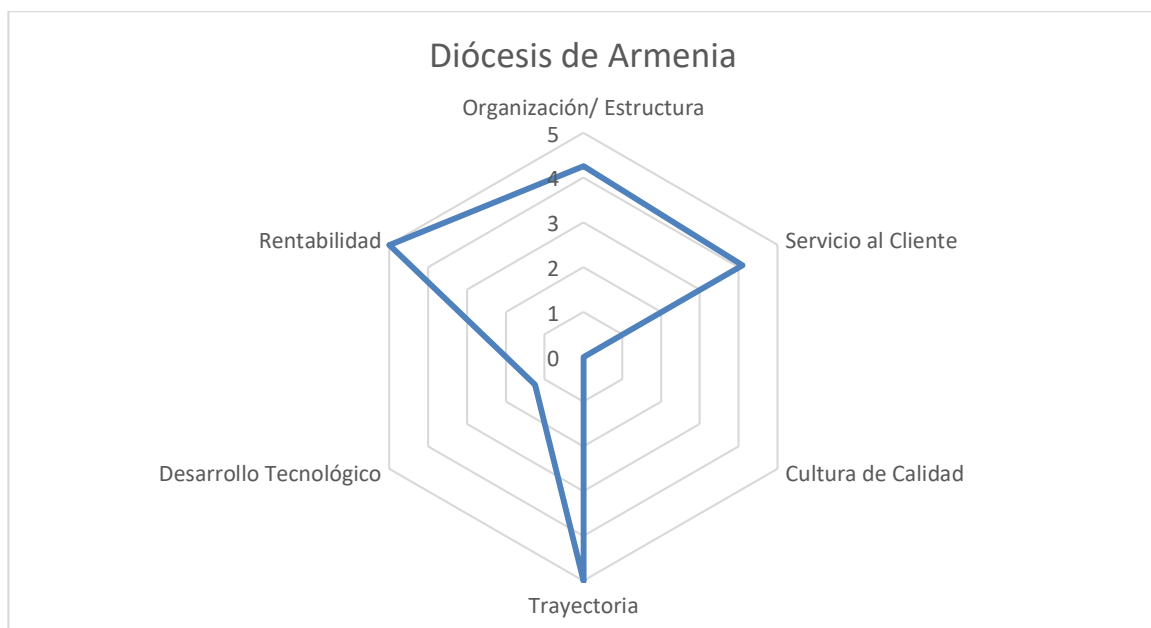 Diócesis de Armenia
Organización/ Estructura
5
4
3
2
1
0
Rentabilidad
Servicio al Cliente
Desarrollo Tecnológico
Cultura de Calidad
Trayectoria